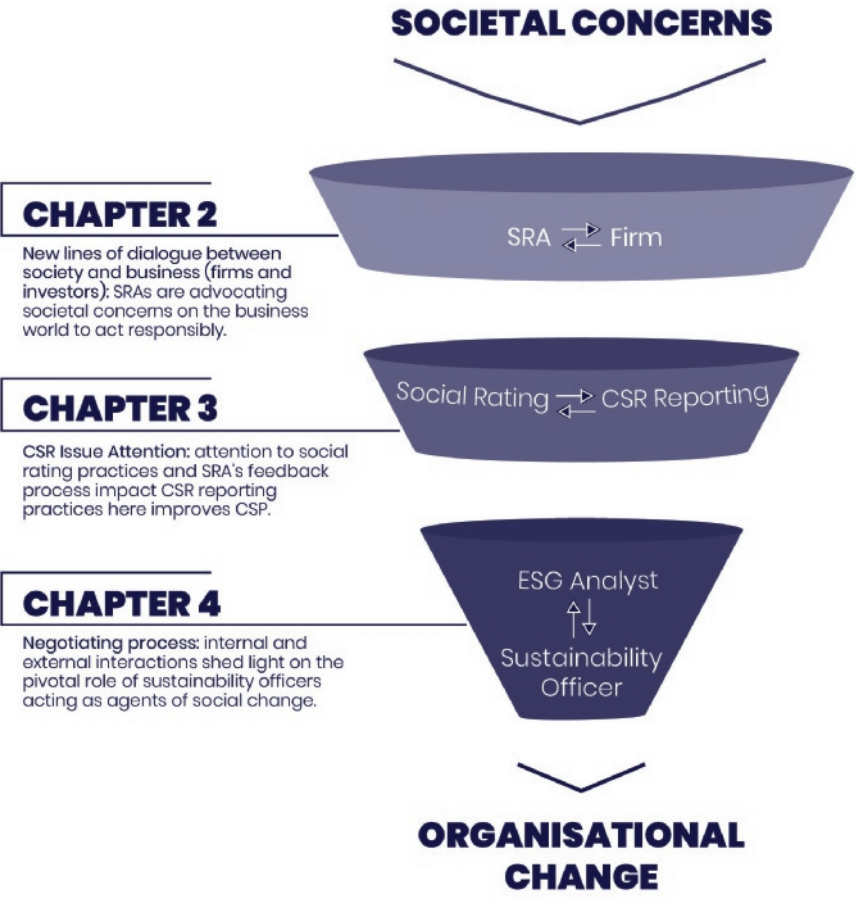 SOCIETAL CONCERNS
CHAPTER 2
New lines of dialogue between
society and business (firms and
investors): SRAs are advocating
societal concerns on the business
world to act responsibly.
SRA Firm
CHAPTER 3
CSR Issue Attention: attention to social
rating practices and SRA's feedback
process impact CSR reporting
practices here improves CSP.
Social Rating CSR Reporting
CHAPTER 4
Negotiating process: internal and
external interactions shed light on the
pivotal role of sustainability officers
acting as agents of social change.
ESG Analyst
Sustainability
Officer
ORGANISATIONAL
CHANGE